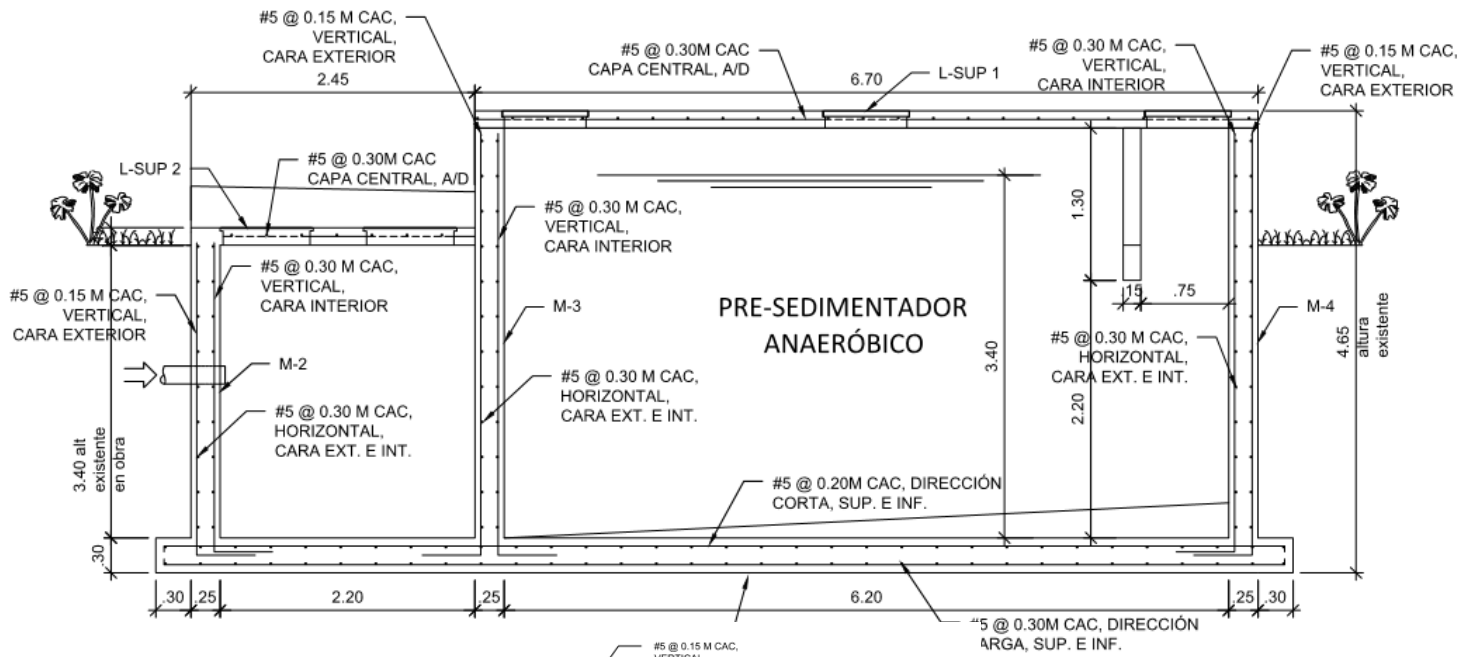 #5 @ 0.15 M CAC,
VERTICAL,
CARA EXTERIOR
2.45
#5 @ 0.30M CAC
CAPA CENTRAL, A/D
6.70
L-SUP 1
#5 @ 0.30 M CAC,
VERTICAL,
CARA INTERIOR
#5 @ 0.15 M CAC,
VERTICAL,
CARA EXTERIOR
L-SUP 2
#5 @ 0.30M CAC
CAPA CENTRAL, A/D
#5 @ 0.30 M CAC,
VERTICAL,
CARA INTERIOR
1.30
#5 @ 0.15 M CAC,
VERTICAL,
CARA EXTERIOR
#5 @ 0.30 M CAC,
VERTICAL,
CARA INTERIOR
M-3
PRE-SEDIMENTADOR
ANAERÓBICO
.15
.75
M-4
4.65
altura
existente
M-2
#5 @ 0.30 M CAC,
HORIZONTAL,
CARA EXT. E INT.
3.40
#5 @ 0.30 M CAC,
HORIZONTAL,
CARA EXT. E INT.
2.20
#5 @ 0.30 M CAC,
HORIZONTAL,
CARA EXT. E INT.
3.40 alt
existente
en obra
#5 @ 0.20M CAC, DIRECCIÓN
CORTA, SUP. E INF.
.30
.30
.25
2.20
.25
6.20
.25
.30
5 @ 0.30M CAC, DIRECCIÓN
ARGA, SUP. E INF.
#5 @ 0.15 M CAC,